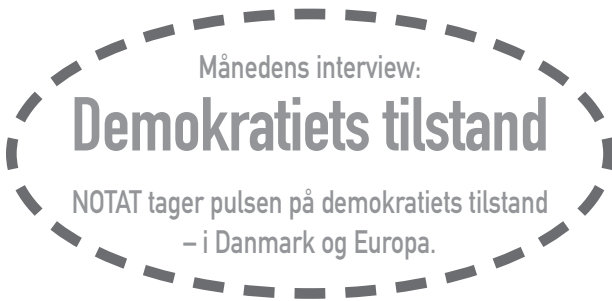 Månedens interview:
Demokratiets tilstand
NOTAT tager pulsen på demokratiets tilstand
– i Danmark og Europa.